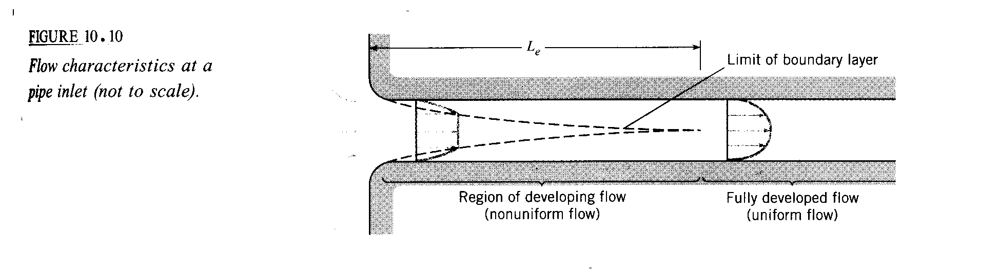 FIGURE 10.10
Flow characteristics at a
pipe inlet (not to scale).
L_e
Limit of boundary layer
Region of developing flow
(nonuniform flow)
Fully developed flow
(uniform flow)